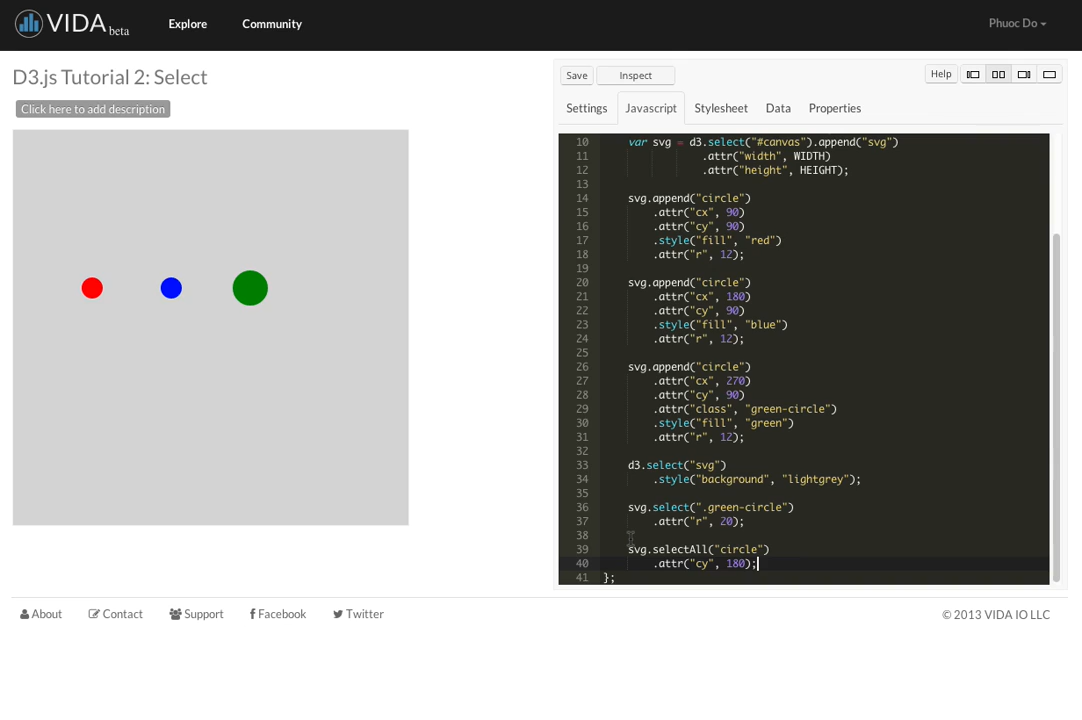 VIDA beta Explore Community Phuoc Do
D3.js Tutorial 2: Select
Click here to add description
Save Inspect Help
Settings Javascript Stylesheet Data Properties
10 var svg = d3.select("#canvas").append("svg")
11 .attr("width", WIDTH)
12 .attr("height", HEIGHT);
13
14 svg.append("circle")
15 .attr("cx", 90)
16 .attr("cy", 90)
17 .style("fill", "red")
18 .attr("r", 12);
19
20 svg.append("circle")
21 .attr("cx", 180)
22 .attr("cy", 90)
23 .style("fill", "blue")
24 .attr("r", 12);
25
26 svg.append("circle")
27 .attr("cx", 270)
28 .attr("cy", 90)
29 .attr("class", "green-circle")
30 .style("fill", "green")
31 .attr("r", 12);
32
33 d3.select("svg")
34 .style("background", "lightgrey");
35
36 svg.select(".green-circle")
37 .attr("r", 20);
38
39 svg.selectAll("circle")
40 .attr("cy", 180);
41 };
About Contact Support Facebook Twitter © 2013 VIDA IO LLC